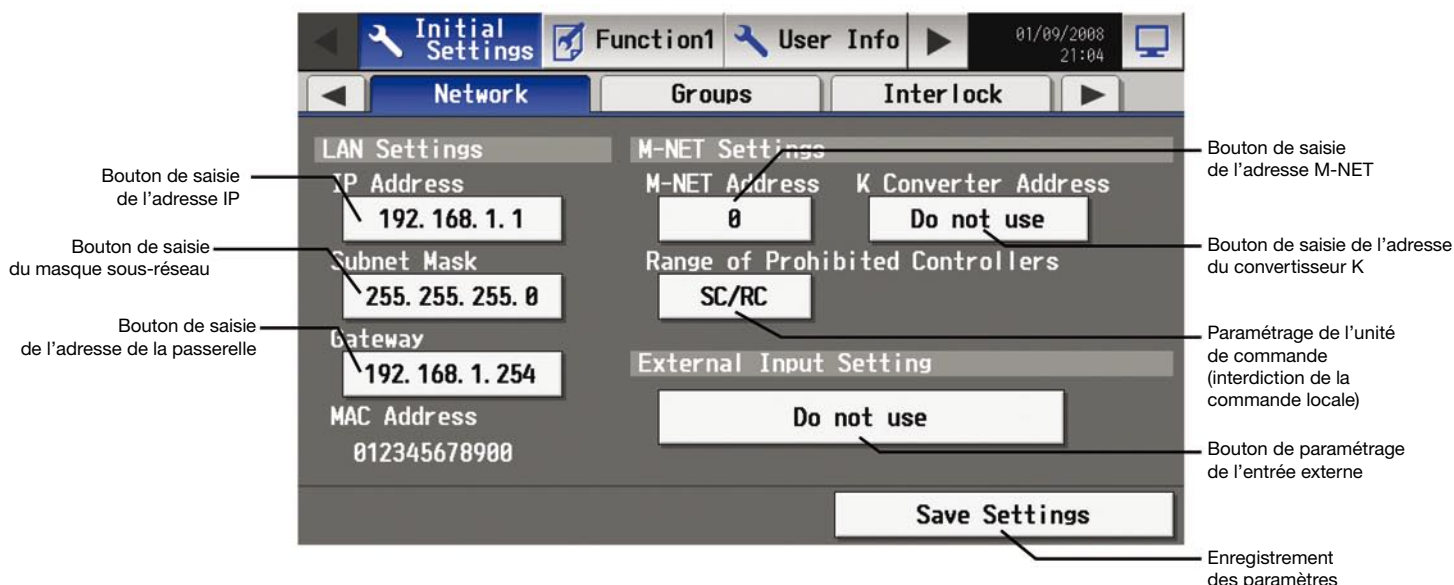 Initial
Settings
Function1
User Info
01/09/2008
21:04
Network
Groups
Interlock
LAN Settings
IP Address
192.168.1.1
Subnet Mask
255.255.255.0
Gateway
192.168.1.254
MAC Address
012345678900
M-NET Settings
M-NET Address
K Converter Address
0
Do not use
Range of Prohibited Controllers
SC/RC
External Input Setting
Do not use
Save Settings
Bouton de saisie
de l'adresse IP
Bouton de saisie
du masque sous-réseau
Bouton de saisie
de l'adresse de la passerelle
Bouton de saisie
de l'adresse M-NET
Bouton de saisie de l'adresse
du convertisseur K
Paramétrage de l'unité
de commande
(interdiction de la
commande locale)
Bouton de paramétrage
de l'entrée externe
Enregistrement
des paramètres